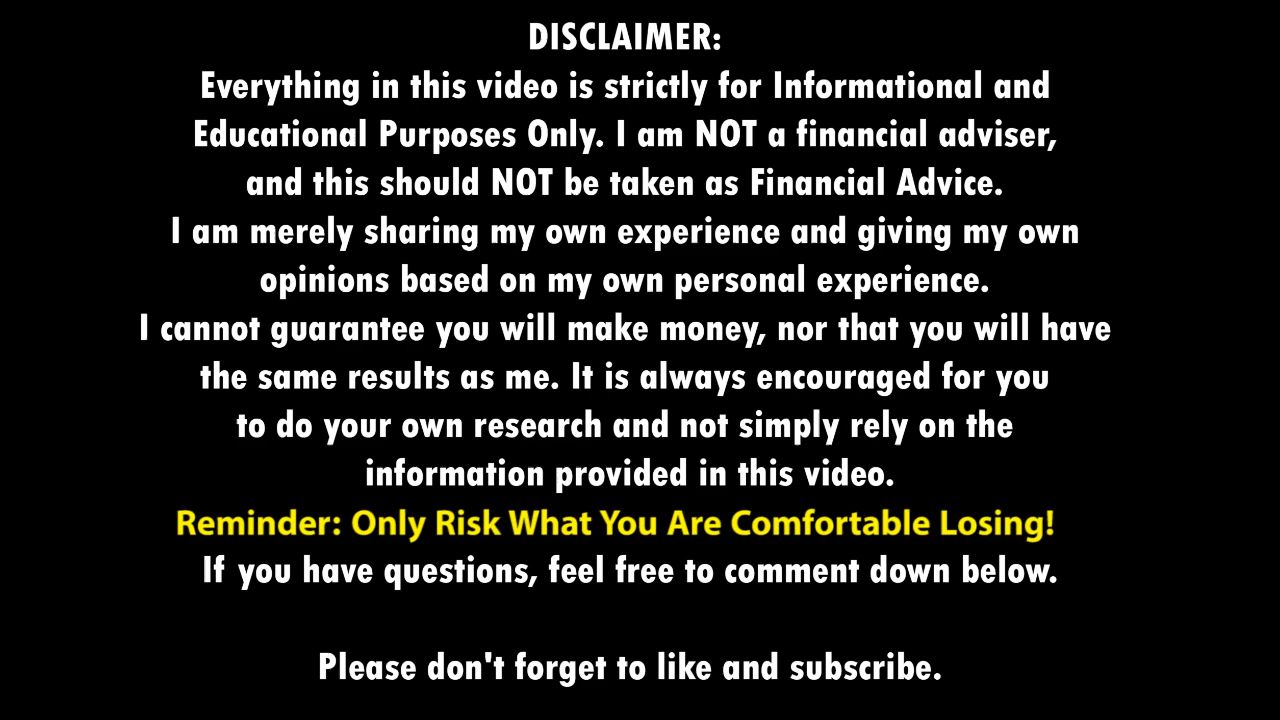 DISCLAIMER:
Everything in this video is strictly for Informational and
Educational Purposes Only. I am NOT a financial adviser,
and this should NOT be taken as Financial Advice.
I am merely sharing my own experience and giving my own
opinions based on my own personal experience.
I cannot guarantee you will make money, nor that you will have
the same results as me. It is always encouraged for you
to do your own research and not simply rely on the
information provided in this video.
Reminder: Only Risk What You Are Comfortable Losing!
If you have questions, feel free to comment down below.
Please don't forget to like and subscribe.